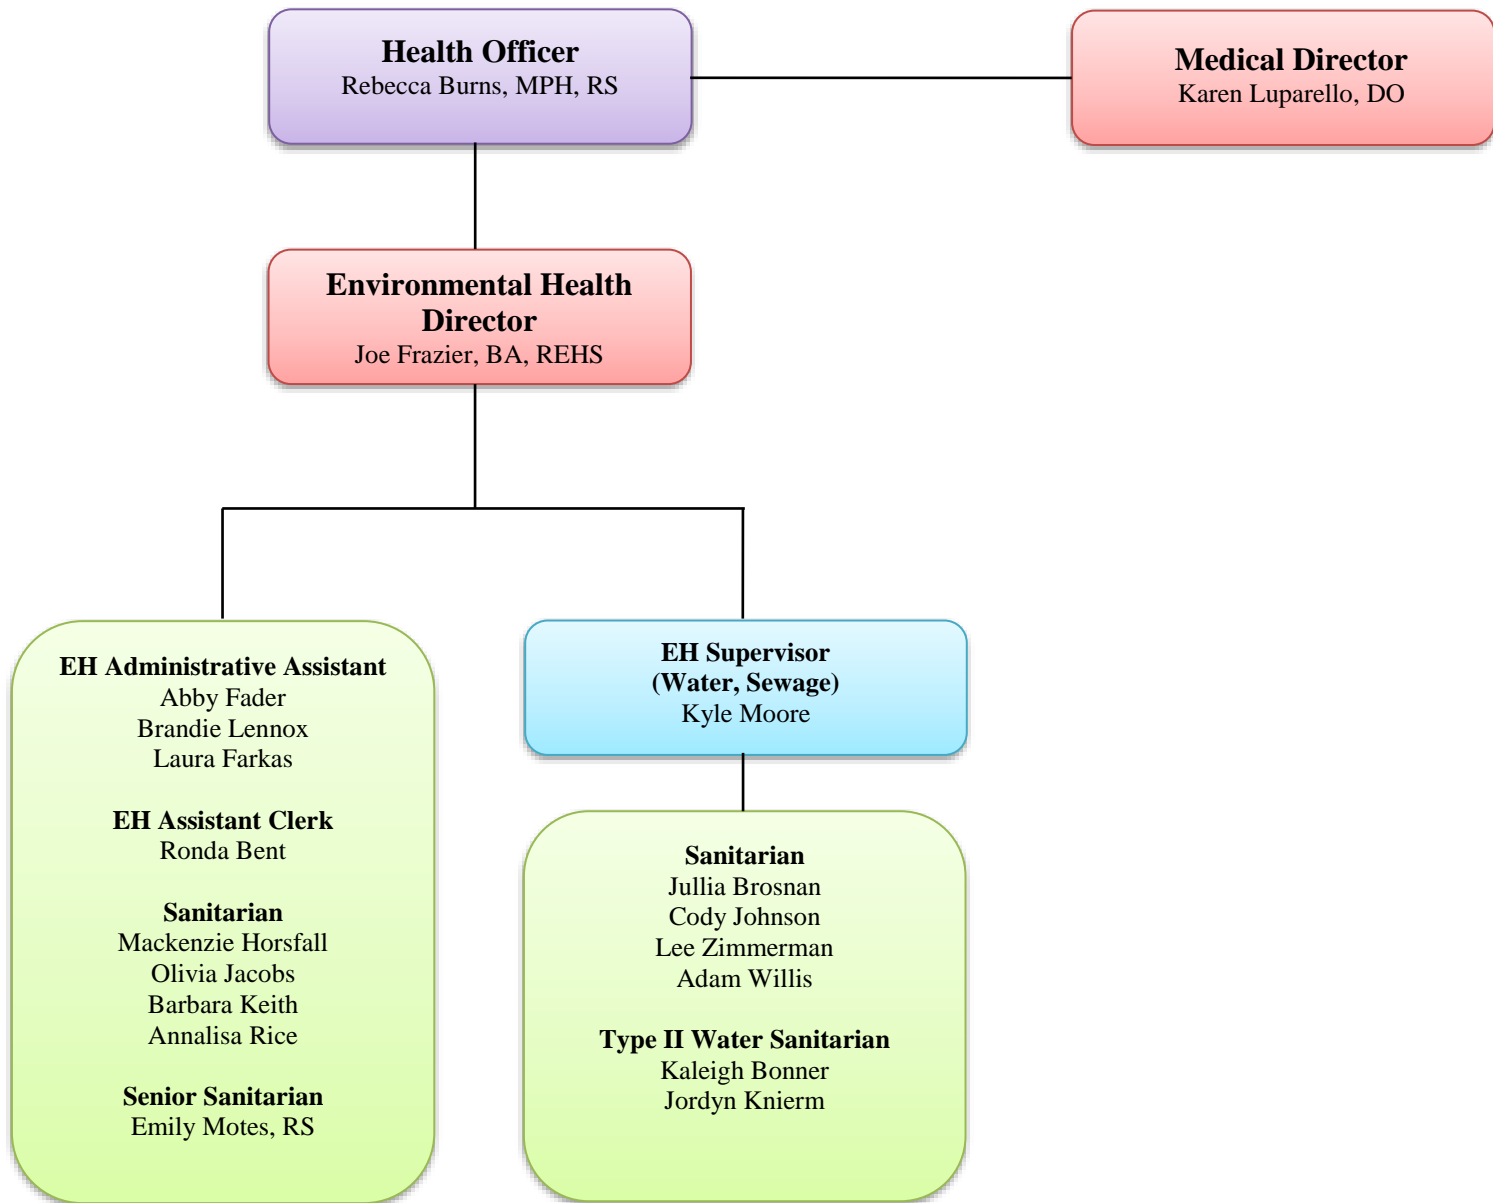 Health Officer
Rebecca Burns, MPH, RS
Medical Director
Karen Luparello, DO
Environmental Health
Director
Joe Frazier, BA, REHS
EH Administrative Assistant
Abby Fader
Brandie Lennox
Laura Farkas
EH Assistant Clerk
Ronda Bent
Sanitarian
Mackenzie Horsfall
Olivia Jacobs
Barbara Keith
Annalisa Rice
Senior Sanitarian
Emily Motes, RS
EH Supervisor
(Water, Sewage)
Kyle Moore
Sanitarian
Jullia Brosnan
Cody Johnson
Lee Zimmerman
Adam Willis
Type II Water Sanitarian
Kaleigh Bonner
Jordyn Knierm